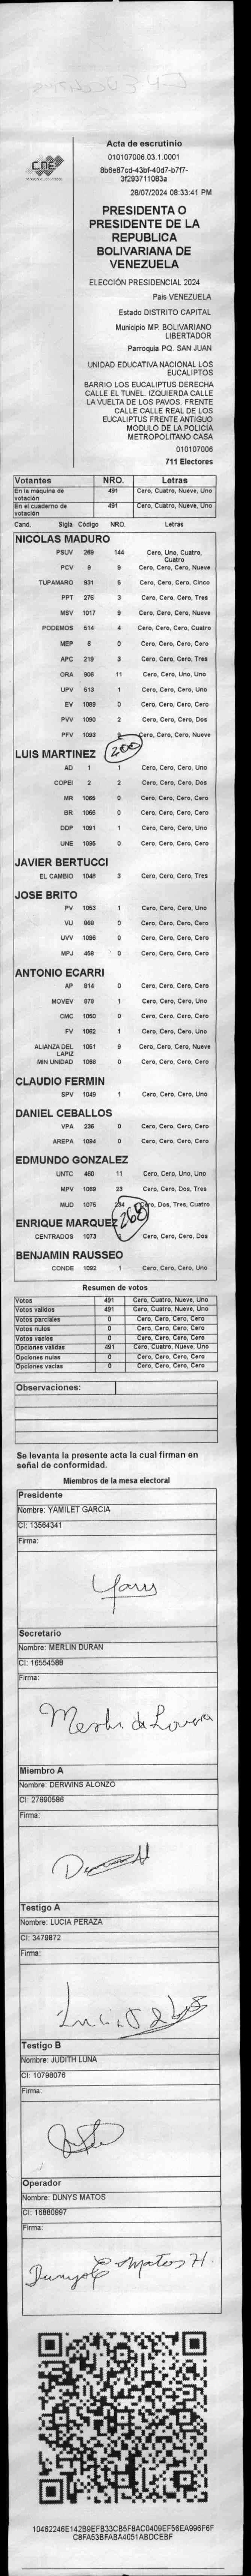 CNE
Acta de escrutinio
010107006.03.1.0001
8b6e87cd-43bf-40d7-b7f7-
3f293711083a
28/07/2024 08:33:41 PM
PRESIDENTA O
PRESIDENTE DE LA
REPUBLICA
BOLIVARIANA DE
VENEZUELA
ELECCIÓN PRESIDENCIAL 2024
País VENEZUELA
Estado DISTRITO CAPITAL
Municipio MP. BOLIVARIANO
LIBERTADOR
Parroquia PQ. SAN JUAN
UNIDAD EDUCATIVA NACIONAL LOS
EUCALIPTOS
BARRIO LOS EUCALIPTUS DERECHA
CALLE EL TUNEL. IZQUIERDA CALLE
LA VUELTA DE LOS PAVOS. FRENTE
CALLE CALLE REAL DE LOS
EUCALIPTUS FRENTE ANTIGUO
MODULO DE LA POLICÍA
METROPOLITANO CASA
010107006
711 Electores
Votantes NRO. Letras
En la máquina de votación 491 Cero, Cuatro, Nueve, Uno
En el cuaderno de votación 491 Cero, Cuatro, Nueve, Uno
Cand. Sigla Código NRO. Letras
NICOLAS MADURO
PSUV 269 144 Cero, Uno, Cuatro, Cuatro
PCV 9 9 Cero, Cero, Cero, Nueve
TUPAMARO 931 5 Cero, Cero, Cero, Cinco
PPT 276 3 Cero, Cero, Cero, Tres
MSV 1017 9 Cero, Cero, Cero, Nueve
PODEMOS 514 4 Cero, Cero, Cero, Cuatro
MEP 6 0 Cero, Cero, Cero, Cero
APC 219 3 Cero, Cero, Cero, Tres
ORA 906 11 Cero, Cero, Uno, Uno
UPV 513 1 Cero, Cero, Cero, Uno
EV 1089 0 Cero, Cero, Cero, Cero
PVV 1090 2 Cero, Cero, Cero, Dos
PFV 1093 Cero, Cero, Cero, Nueve
200
LUIS MARTINEZ
AD 1 1 Cero, Cero, Cero, Uno
COPEI 2 2 Cero, Cero, Cero, Dos
MR 1065 0 Cero, Cero, Cero, Cero
BR 1066 0 Cero, Cero, Cero, Cero
DDP 1091 1 Cero, Cero, Cero, Uno
UNE 1095 0 Cero, Cero, Cero, Cero
JAVIER BERTUCCI
EL CAMBIO 1048 3 Cero, Cero, Cero, Tres
JOSE BRITO
PV 1053 1 Cero, Cero, Cero, Uno
VU 969 0 Cero, Cero, Cero, Cero
UVV 1096 0 Cero, Cero, Cero, Cero
MPJ 459 0 Cero, Cero, Cero, Cero
ANTONIO ECARRI
AP 914 0 Cero, Cero, Cero, Cero
MOVEV 979 1 Cero, Cero, Cero, Uno
CMC 1050 0 Cero, Cero, Cero, Cero
FV 1062 1 Cero, Cero, Cero, Uno
ALIANZA DEL LAPIZ 1051 9 Cero, Cero, Cero, Nueve
MIN UNIDAD 1068 0 Cero, Cero, Cero, Cero
CLAUDIO FERMIN
SPV 1049 1 Cero, Cero, Cero, Uno
DANIEL CEBALLOS
VPA 236 0 Cero, Cero, Cero, Cero
AREPA 1094 0 Cero, Cero, Cero, Cero
EDMUNDO GONZALEZ
UNTC 460 11 Cero, Cero, Uno, Uno
MPV 1069 23 Cero, Cero, Dos, Tres
MUD 1075 234 Cero, Dos, Tres, Cuatro
268
ENRIQUE MARQUEZ
CENTRADOS 1073 2 Cero, Cero, Cero, Dos
BENJAMIN RAUSSEO
CONDE 1092 1 Cero, Cero, Cero, Uno
Resumen de votos
Votos 491 Cero, Cuatro, Nueve, Uno
Votos validos 491 Cero, Cuatro, Nueve, Uno
Votos parciales 0 Cero, Cero, Cero, Cero
Votos nulos 0 Cero, Cero, Cero, Cero
Votos vacios 0 Cero, Cero, Cero, Cero
Opciones validas 491 Cero, Cuatro, Nueve, Uno
Opciones nulas 0 Cero, Cero, Cero, Cero
Opciones vacias 0 Cero, Cero, Cero, Cero
Observaciones:
Se levanta la presente acta la cual firman en
señal de conformidad.
Miembros de la mesa electoral
Presidente
Nombre: YAMILET GARCIA
CI: 13564341
Firma:
Secretario
Nombre: MERLIN DURAN
CI: 16554588
Firma:
Miembro A
Nombre: DERWINS ALONZO
CI: 27690586
Firma:
Testigo A
Nombre: LUCIA PERAZA
CI: 3479872
Firma:
Testigo B
Nombre: JUDITH LUNA
CI: 10798076
Firma:
Operador
Nombre: DUNYS MATOS
CI: 16880997
Firma:
10462246E142B9EFB33CB5F8AC0409EF56EA996F6F
C8FA53BFABA4051ABDCEBF